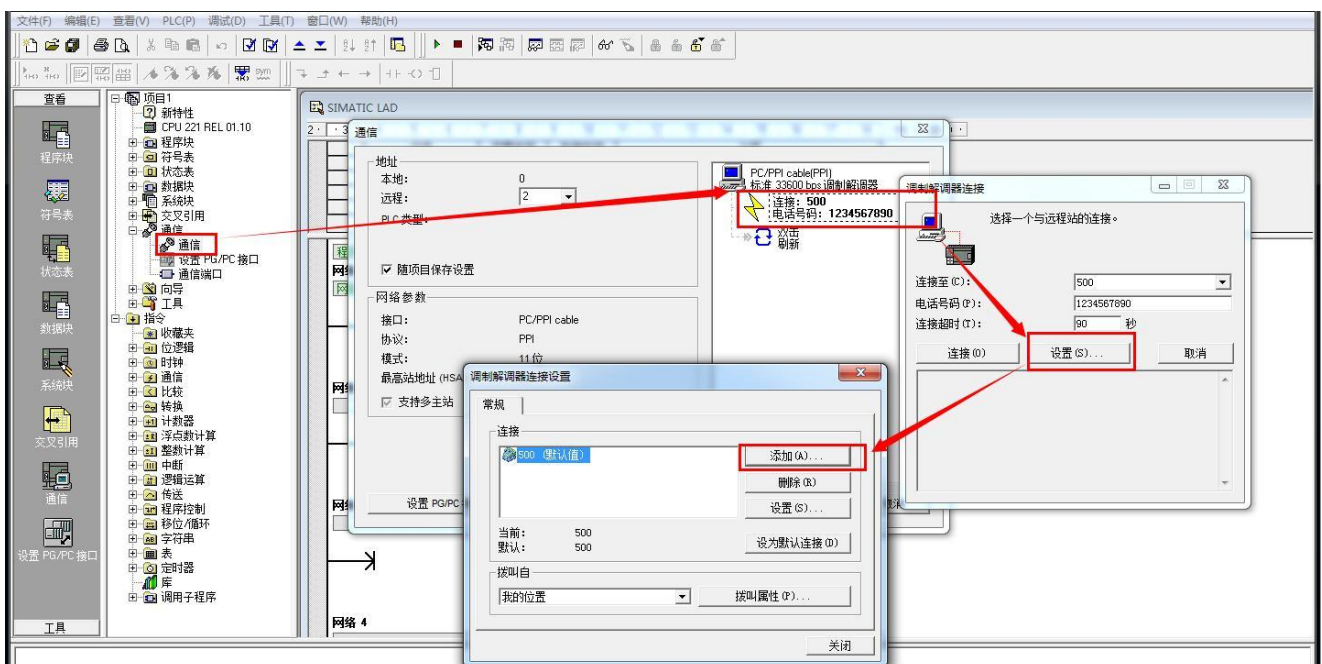 文件(F) 编辑(E) 查看(V) PLC(P) 调试(D) 工具(T) 窗口(W) 帮助(H)
查看
程序块
符号表
状态表
数据块
系统块
交叉引用
通信
设置 PG/PC 接口
工具
项目1
新特性
CPU 221 REL 01.10
程序块
符号表
状态表
数据块
系统块
交叉引用
通信
通信
设置 PG/PC 接口
通信端口
向导
工具
指令
收藏夹
位逻辑
时钟
通信
比较
转换
计数器
浮点数计算
整数计算
中断
逻辑运算
传送
程序控制
移位/循环
字符串
表
定时器
库
调用子程序
SIMATIC LAD
网络 4
通信
地址
本地: 0
远程: 2
PLC 类型:
随项目保存设置
网络参数
接口: PC/PPI cable
协议: PPI
模式: 11 位
最高站地址 (HSA
支持多主站
设置 PG/PC
PC/PPI cable(PPI)
标准 33600 bps 调制解调器
连接: 500
电话号码: 1234567890
双击
刷新
调制解调器连接
选择一个与远程站的连接。
连接至(C): 500
电话号码(P): 1234567890
连接超时(T): 90 秒
连接(O) 设置(S)... 取消
调制解调器连接设置
常规
连接
500 (默认值)
添加(A)...
删除(R)
设置(S)...
当前: 500
默认: 500
设为默认连接(D)
拨叫自
我的位置
拨叫属性(P)...
关闭